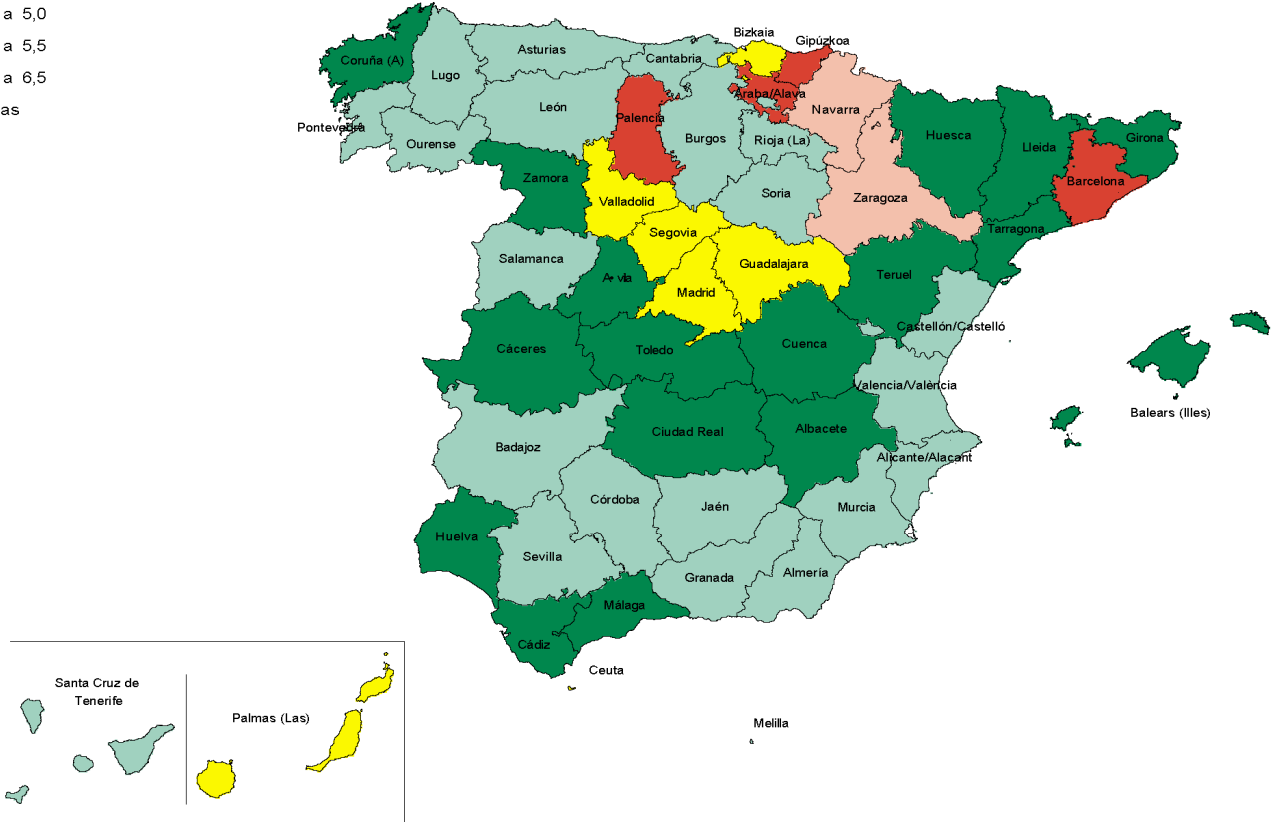 a 5,0
a 5,5
a 6,5
as
Bizkaia
Gipúzkoa
Asturias
Cantabria
Coruña (A)
Lugo
León
Araba/Alava
Navarra
Palencia
Pontevedra
Ourense
Burgos
Rioja (La)
Huesca
Lleida
Girona
Zamora
Valladolid
Soria
Zaragoza
Barcelona
Segovia
Tarragona
Salamanca
A vila
Guadalajara
Madrid
Teruel
Castellón/Castelló
Cáceres
Toledo
Cuenca
Valencia/València
Balears (Illes)
Badajoz
Ciudad Real
Albacete
Alicante/Alacant
Córdoba
Jaén
Murcia
Huelva
Sevilla
Granada
Almería
Málaga
Cádiz
Ceuta
Melilla
Santa Cruz de
Tenerife
Palmas (Las)